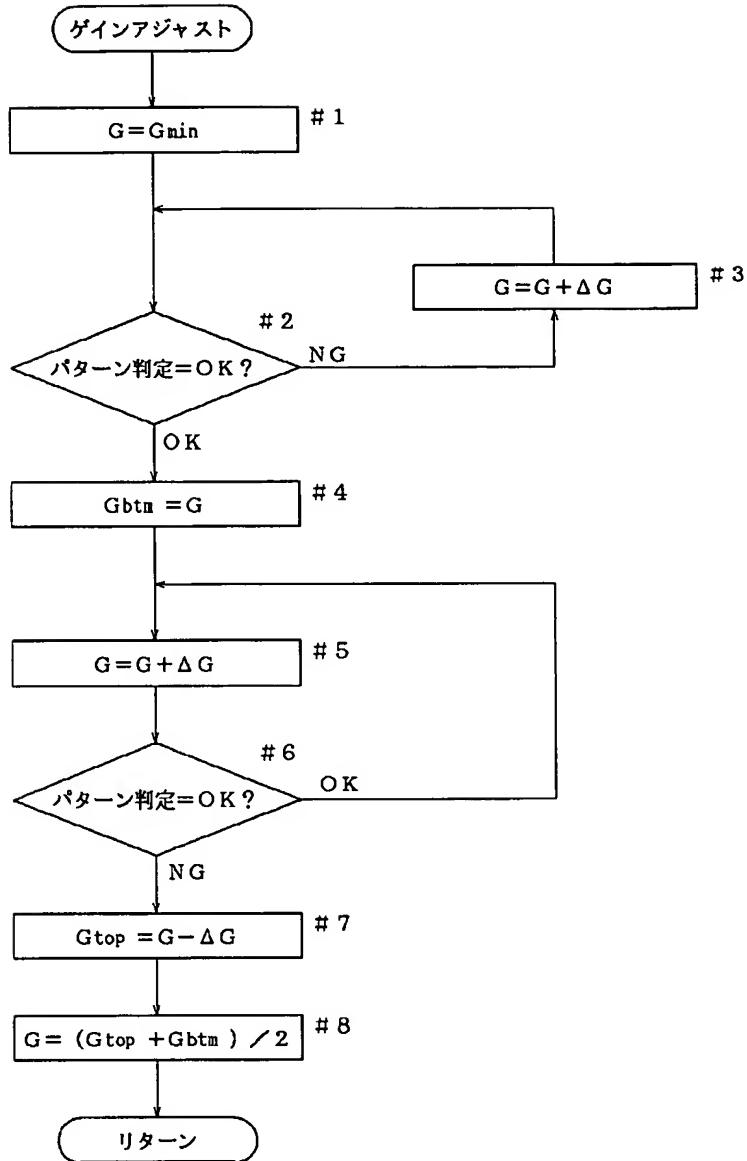 ゲインアジャスト
G=Gmin
#1
G=G+ΔG
#3
#2
パターン判定=OK?
NG
OK
Gbtm =G
#4
G=G+ΔG
#5
#6
パターン判定=OK?
OK
NG
Gtop =G-ΔG
#7
G= (Gtop +Gbtm ) /2
#8
リターン